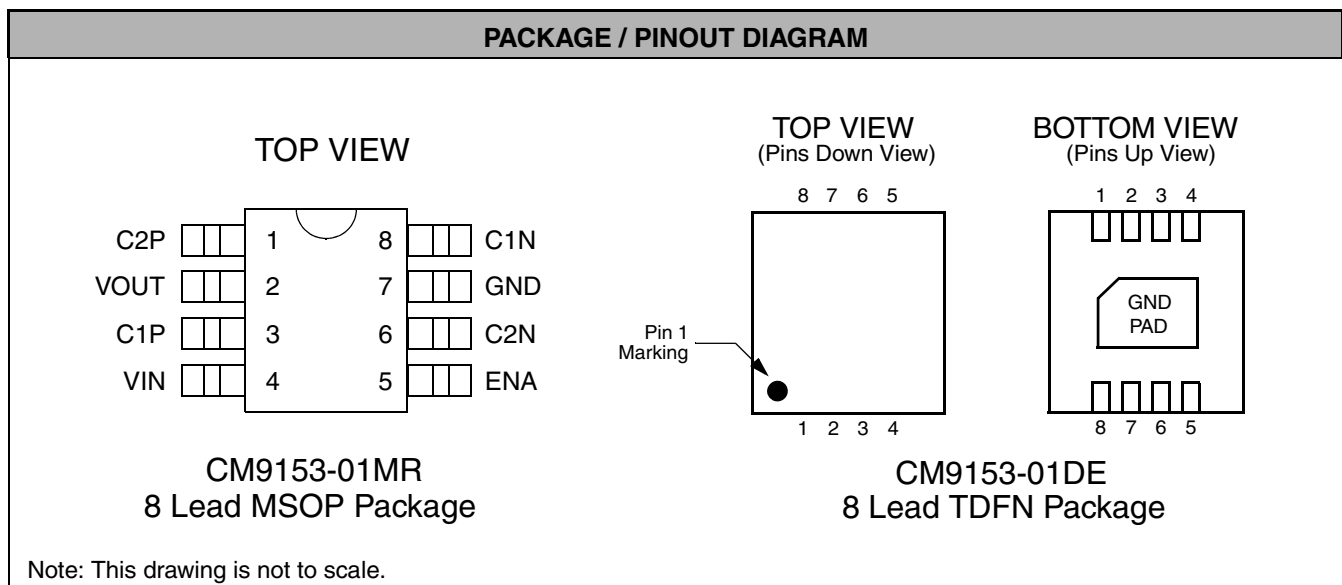 PACKAGE / PINOUT DIAGRAM
TOP VIEW
C2P 1 8 C1N
VOUT 2 7 GND
C1P 3 6 C2N
VIN 4 5 ENA
CM9153-01MR
8 Lead MSOP Package
TOP VIEW
(Pins Down View)
8 7 6 5
Pin 1
Marking
1 2 3 4
BOTTOM VIEW
(Pins Up View)
1 2 3 4
GND
PAD
8 7 6 5
CM9153-01DE
8 Lead TDFN Package
Note: This drawing is not to scale.